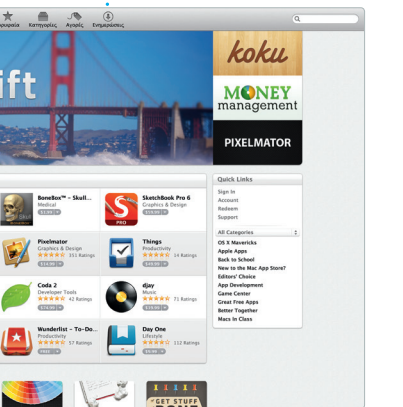 Κατηγορίες Αγορές Ενημερώσεις
ift
koku
MONEY
management
PIXELMATOR
Quick Links
Sign In
Account
Redeem
Support
All Categories
OS X Mavericks
Apple Apps
Back to School
New to the Mac App Store?
Editors' Choice
App Development
Game Center
Great Free Apps
Better Together
Macs In Class
BoneBox™ – Skull...
Medical
SketchBook Pro 6
Graphics & Design
PRO
Pixelmator
Graphics & Design
351 Ratings
Things
Productivity
14 Ratings
Coda 2
Developer Tools
42 Ratings
djay
Music
71 Ratings
Wunderlist – To-Do...
Productivity
57 Ratings
FREE
Day One
Lifestyle
112 Ratings
GET STUFF